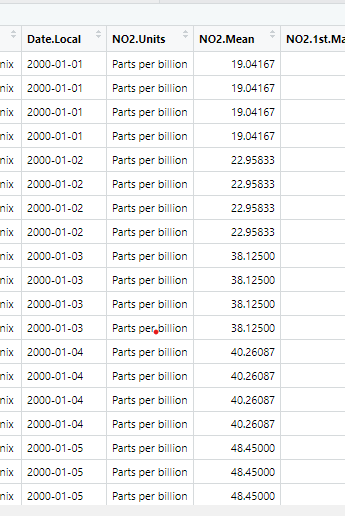 Date.Local NO2.Units NO2.Mean NO2.1st.Ma
nix 2000-01-01 Parts per billion 19.04167
nix 2000-01-01 Parts per billion 19.04167
nix 2000-01-01 Parts per billion 19.04167
nix 2000-01-01 Parts per billion 19.04167
nix 2000-01-02 Parts per billion 22.95833
nix 2000-01-02 Parts per billion 22.95833
nix 2000-01-02 Parts per billion 22.95833
nix 2000-01-02 Parts per billion 22.95833
nix 2000-01-03 Parts per billion 38.12500
nix 2000-01-03 Parts per billion 38.12500
nix 2000-01-03 Parts per billion 38.12500
nix 2000-01-03 Parts per billion 38.12500
nix 2000-01-04 Parts per billion 40.26087
nix 2000-01-04 Parts per billion 40.26087
nix 2000-01-04 Parts per billion 40.26087
nix 2000-01-04 Parts per billion 40.26087
nix 2000-01-05 Parts per billion 48.45000
nix 2000-01-05 Parts per billion 48.45000
nix 2000-01-05 Parts per billion 48.45000